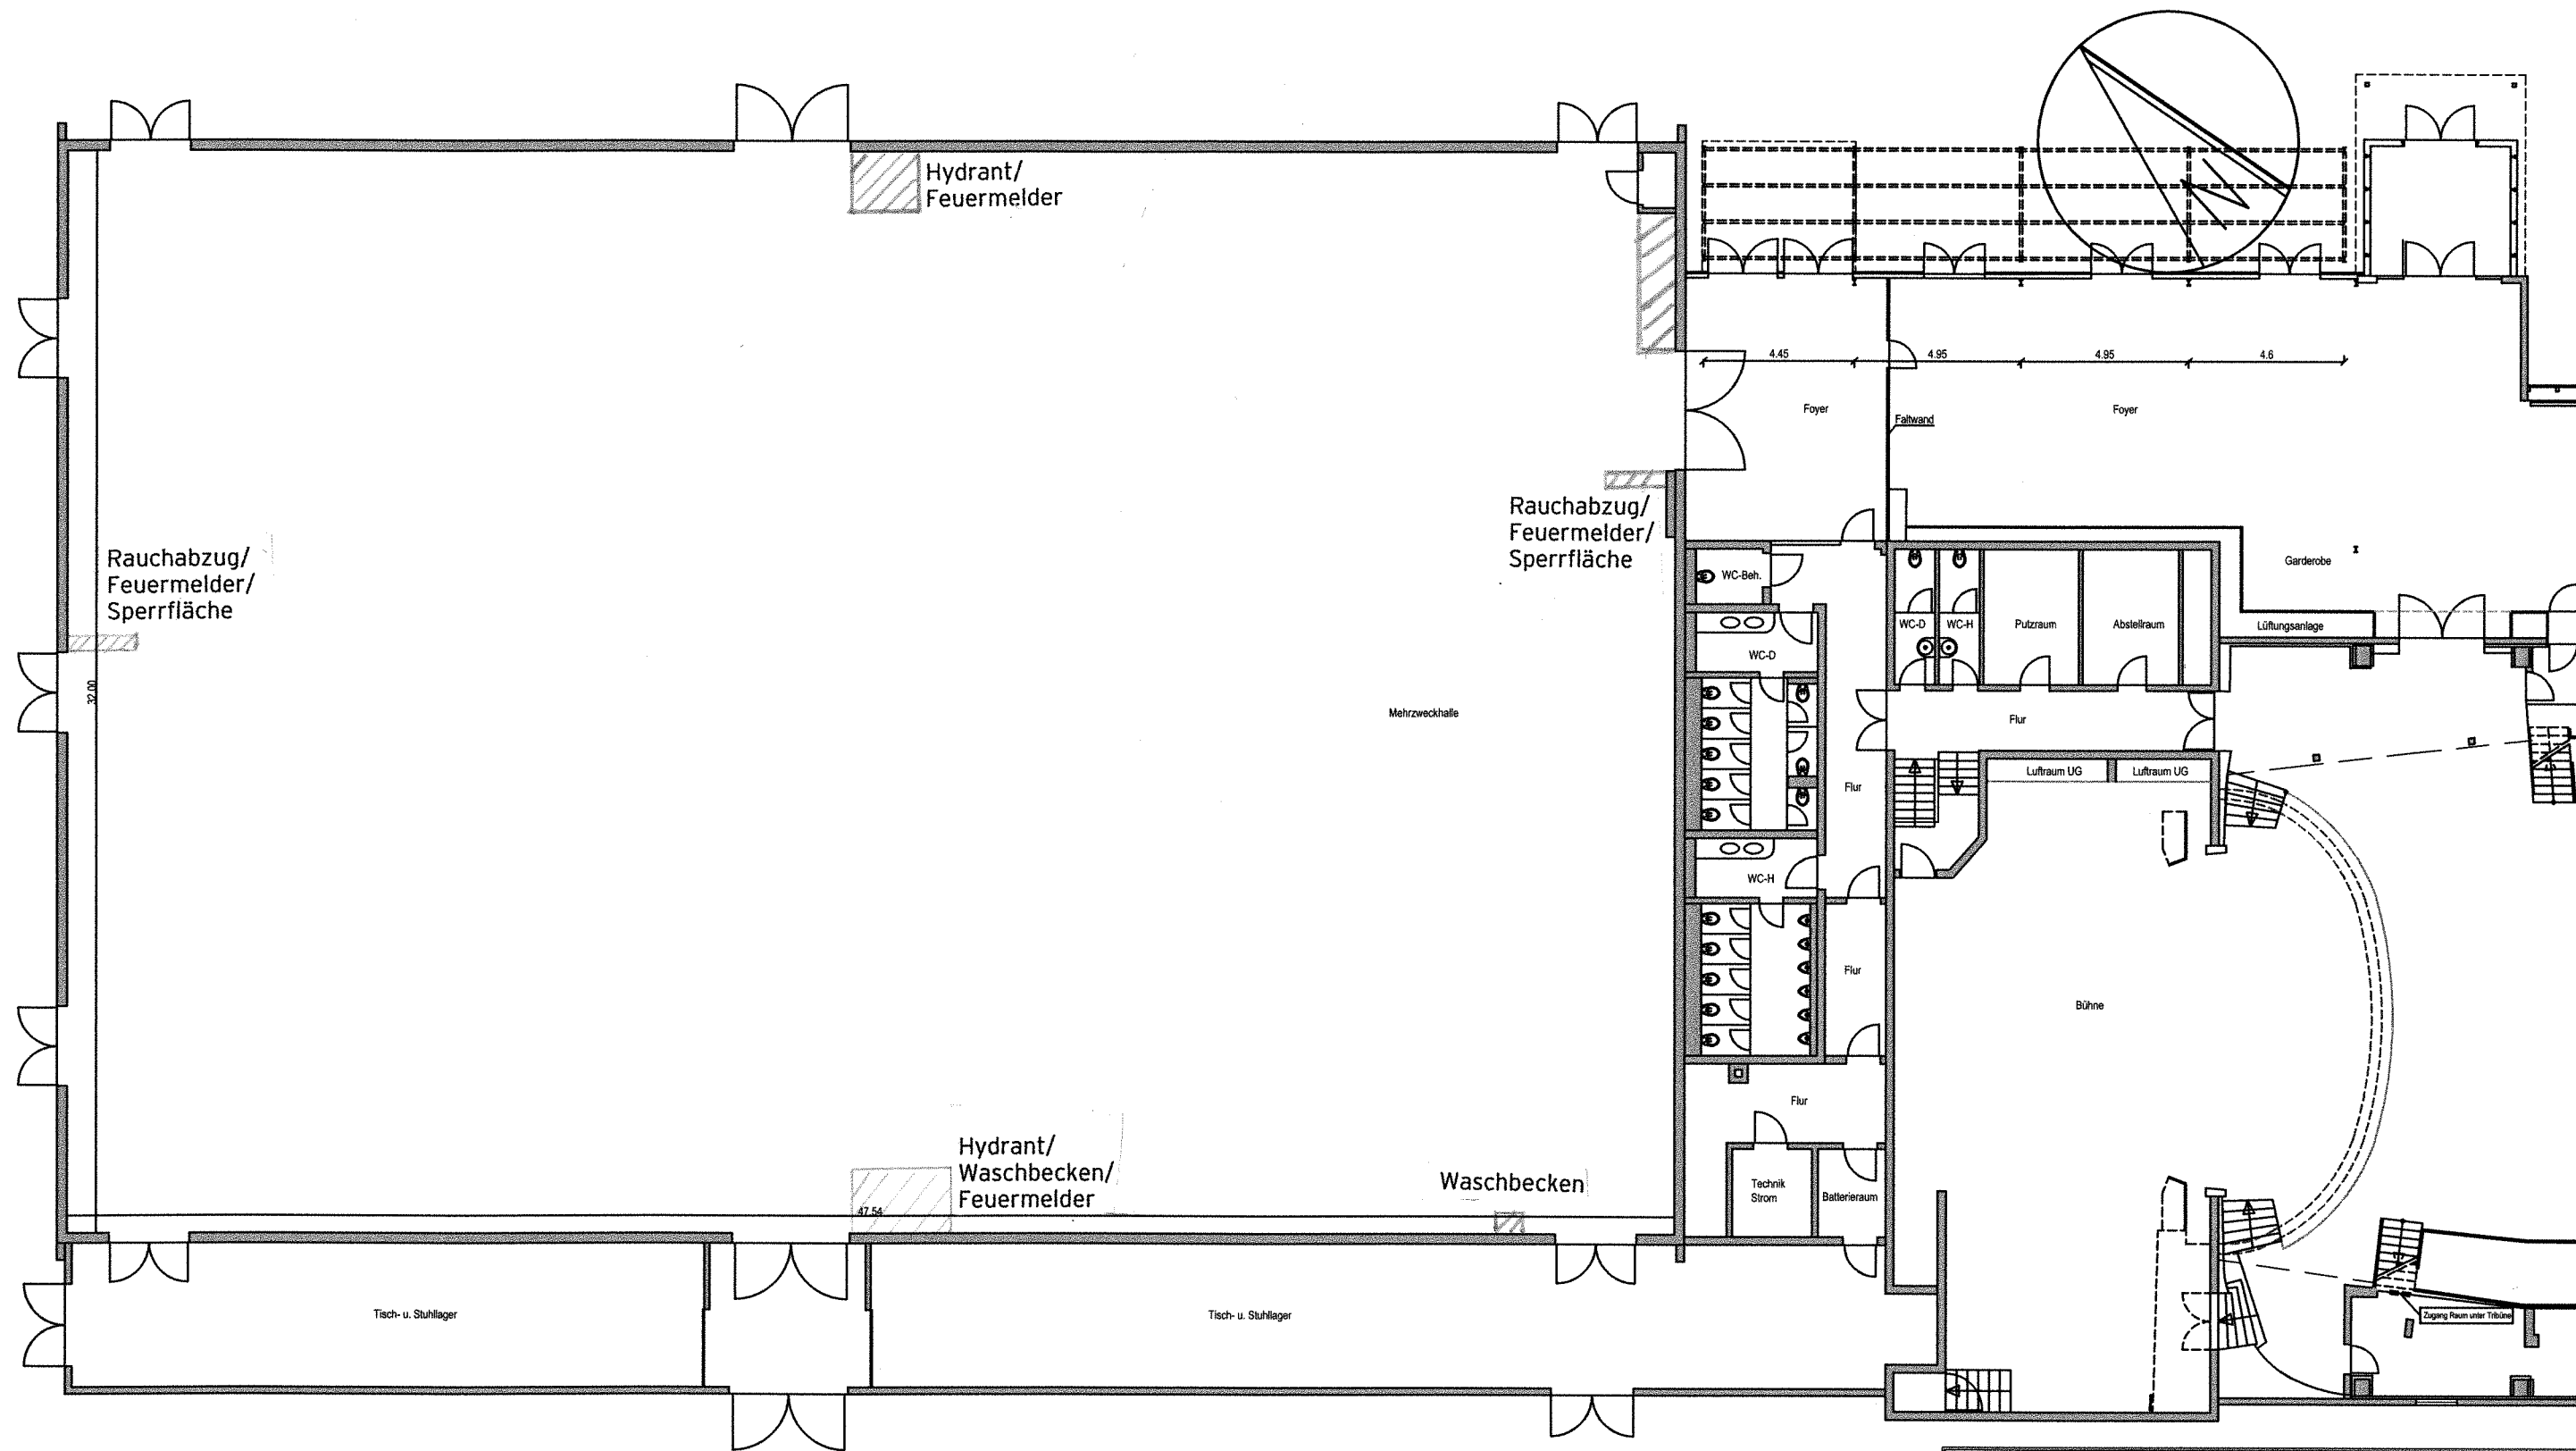 Hydrant/
Feuermelder
4.45
4.95
4.95
4.6
Foyer
Foyer
Faltwand
Rauchabzug/
Feuermelder/
Sperrfläche
Rauchabzug/
Feuermelder/
Sperrfläche
32.00
Mehrzweckhalle
WC-Beh.
WC-D
WC-D
WC-H
Putzraum
Abstellraum
Garderobe
Lüftungsanlage
Flur
Luftraum UG
Luftraum UG
Flur
WC-H
Flur
Bühne
Flur
Hydrant/
Waschbecken/
Feuermelder
47.54
Waschbecken
Technik
Strom
Batterieraum
Tisch- u. Stuhllager
Tisch- u. Stuhllager
Zugang Raum unter Tribüne
N